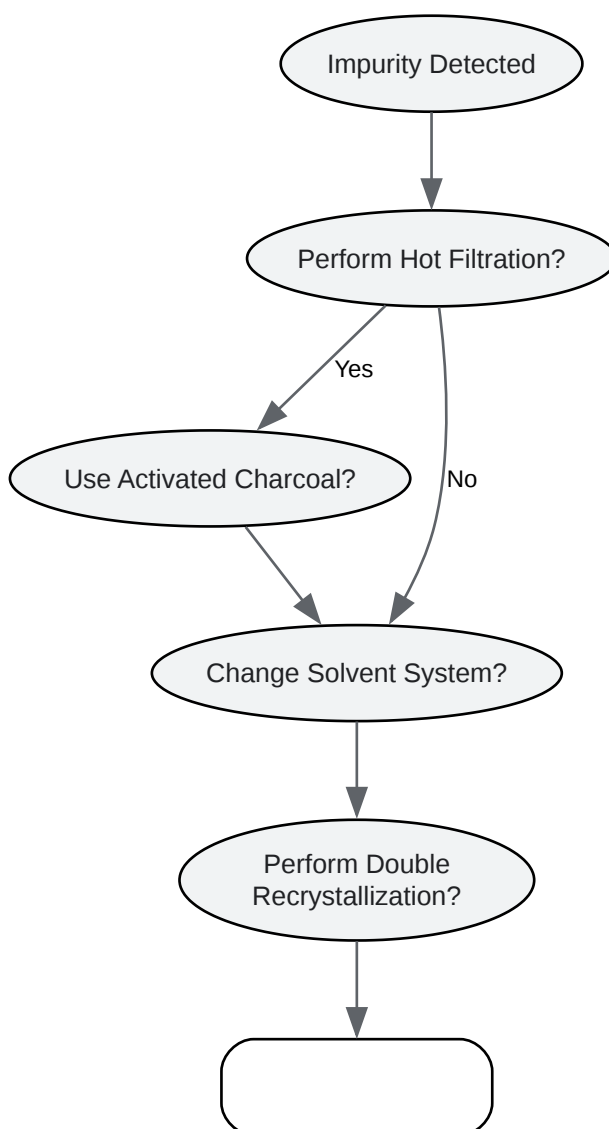 Impurity Detected
Perform Hot Filtration?
Yes
Use Activated Charcoal?
No
Change Solvent System?
Perform Double
Recrystallization?